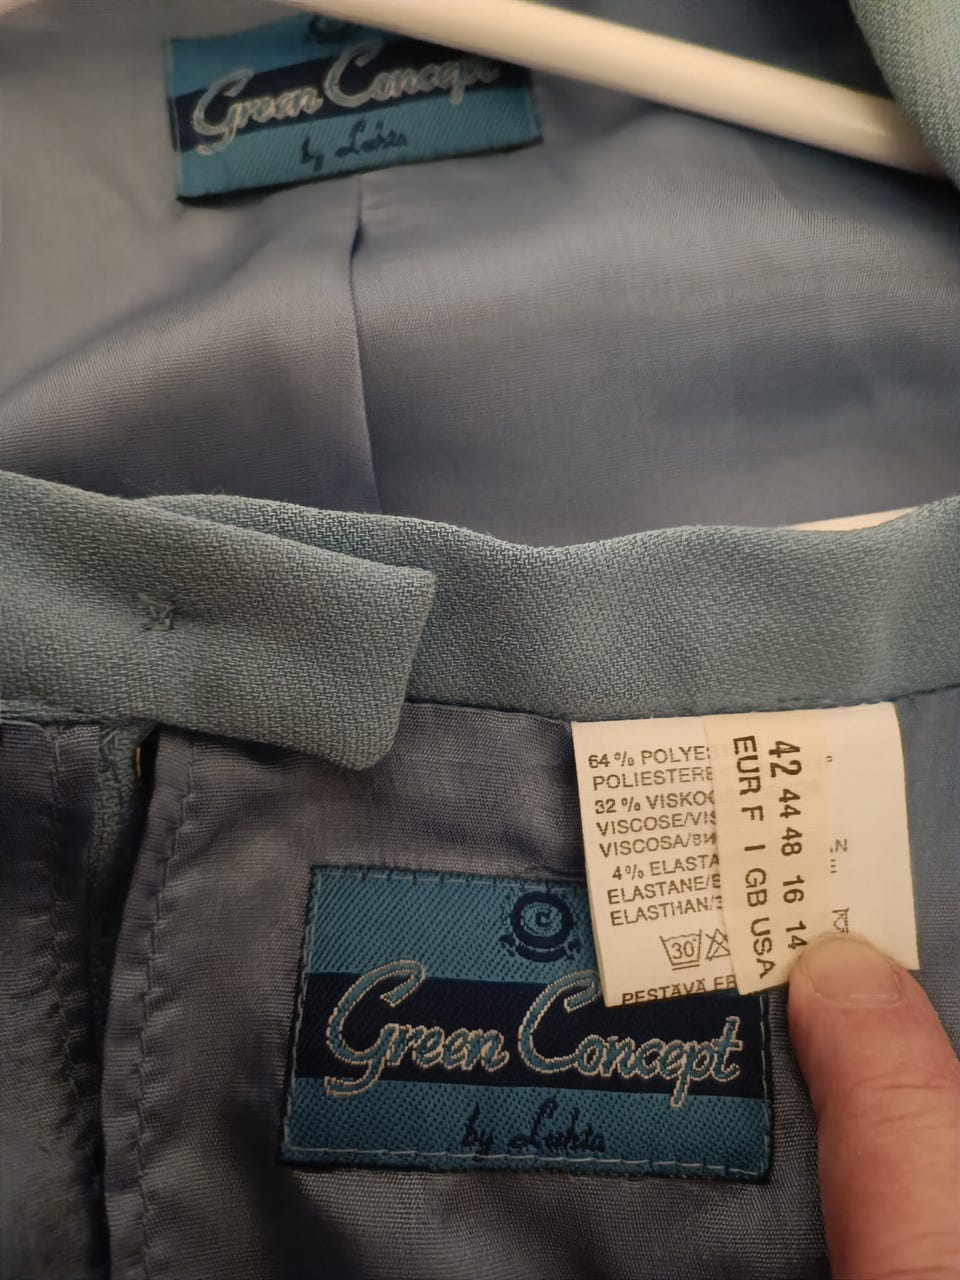 Green Concept
by Luhta
64 % POLYES
POLIESTERE
32 % VISKO
VISCOSE/VIS
VISCOSA/ВИ
4% ELASTA
ELASTANE/E
ELASTHAN/
30
PESTÄVÄ ER
42 44 48 16 14
EUR F I GB USA
C
Green Concept
by Luhta